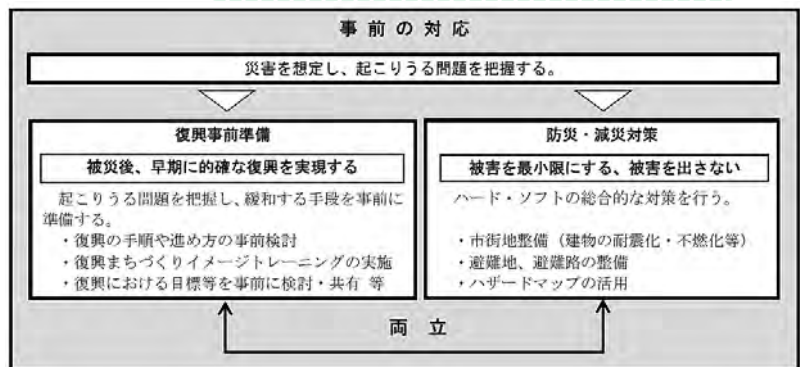 事前の対応
災害を想定し、起こりうる問題を把握する。
復興事前準備
被災後、早期に的確な復興を実現する
起こりうる問題を把握し、緩和する手段を事前に
準備する。
・復興の手順や進め方の事前検討
・復興まちづくりイメージトレーニングの実施
・復興における目標等を事前に検討・共有 等
防災・減災対策
被害を最小限にする、被害を出さない
ハード・ソフトの総合的な対策を行う。
・市街地整備（建物の耐震化・不燃化等）
・避難地、避難路の整備
・ハザードマップの活用
両立